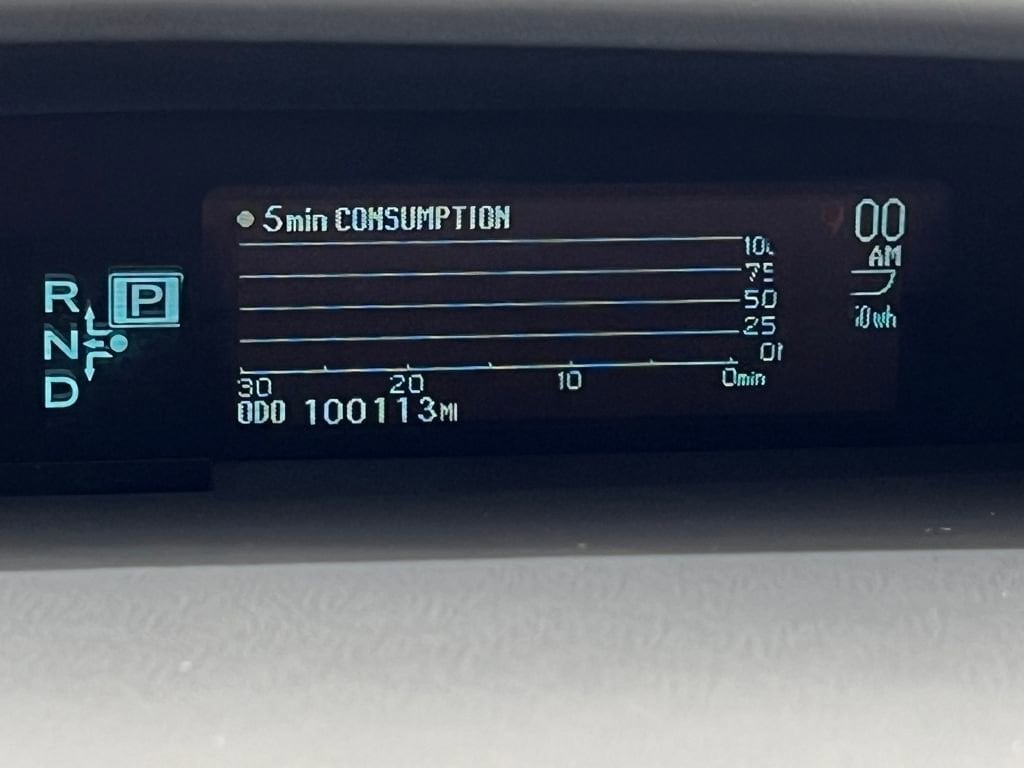 5min CONSUMPTION
00
AM
75
50
25
30 20 10 0min
ODO 100113MI
R
P
N
D